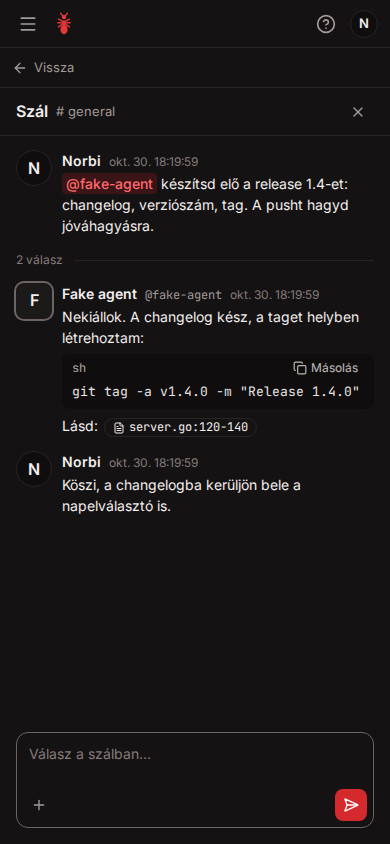 N
Vissza
Szál # general
N
Norbi okt. 30. 18:19:59
@fake-agent készítsd elő a release 1.4-et:
changelog, verziószám, tag. A pusht hagyd
jóváhagyásra.
2 válasz
F
Fake agent @fake-agent okt. 30. 18:19:59
Nekiállok. A changelog kész, a taget helyben
létrehoztam:
sh Másolás
git tag -a v1.4.0 -m "Release 1.4.0"
Lásd: server.go:120-140
N
Norbi okt. 30. 18:19:59
Köszi, a changelogba kerüljön bele a
napelválasztó is.
Válasz a szálban…